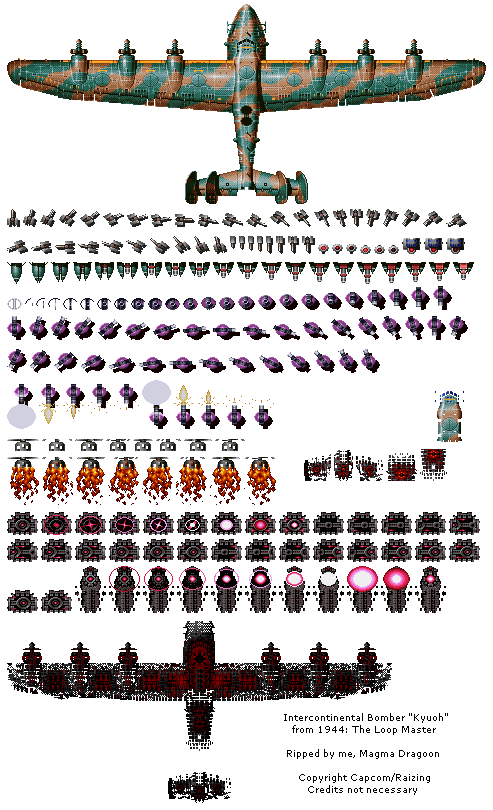 Intercontinental Bomber "Kyuoh"
from 1944: The Loop Master
Ripped by me, Magma Dragoon
Copyright Capcom/Raizing
Credits not necessary